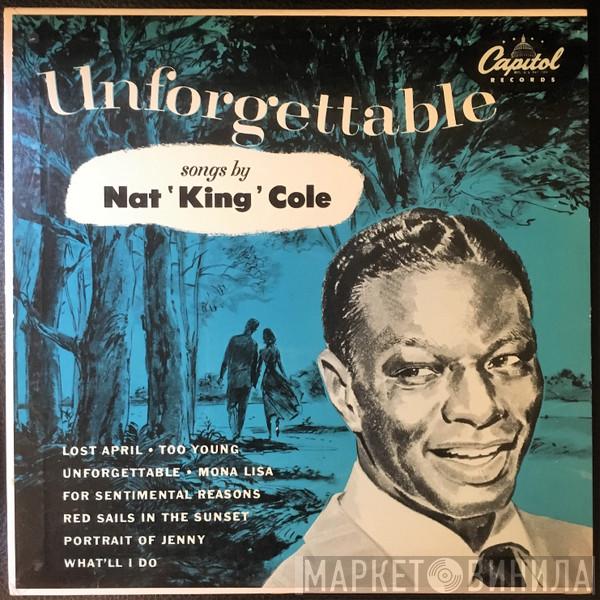 Capitol
RECORDS
Unforgettable
songs by
Nat 'King' Cole
LOST APRIL • TOO YOUNG
UNFORGETTABLE • MONA LISA
FOR SENTIMENTAL REASONS
RED SAILS IN THE SUNSET
PORTRAIT OF JENNY
WHAT'LL I DO
МАРКЕТ ВИНИЛА